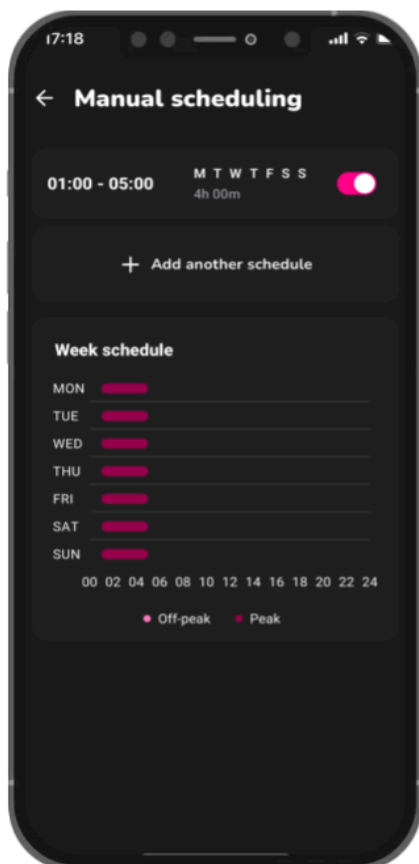 17:18
Manual scheduling
01:00 - 05:00
M T W T F S S
4h 00m
+ Add another schedule
Week schedule
MON
TUE
WED
THU
FRI
SAT
SUN
00 02 04 06 08 10 12 14 16 18 20 22 24
Off-peak Peak